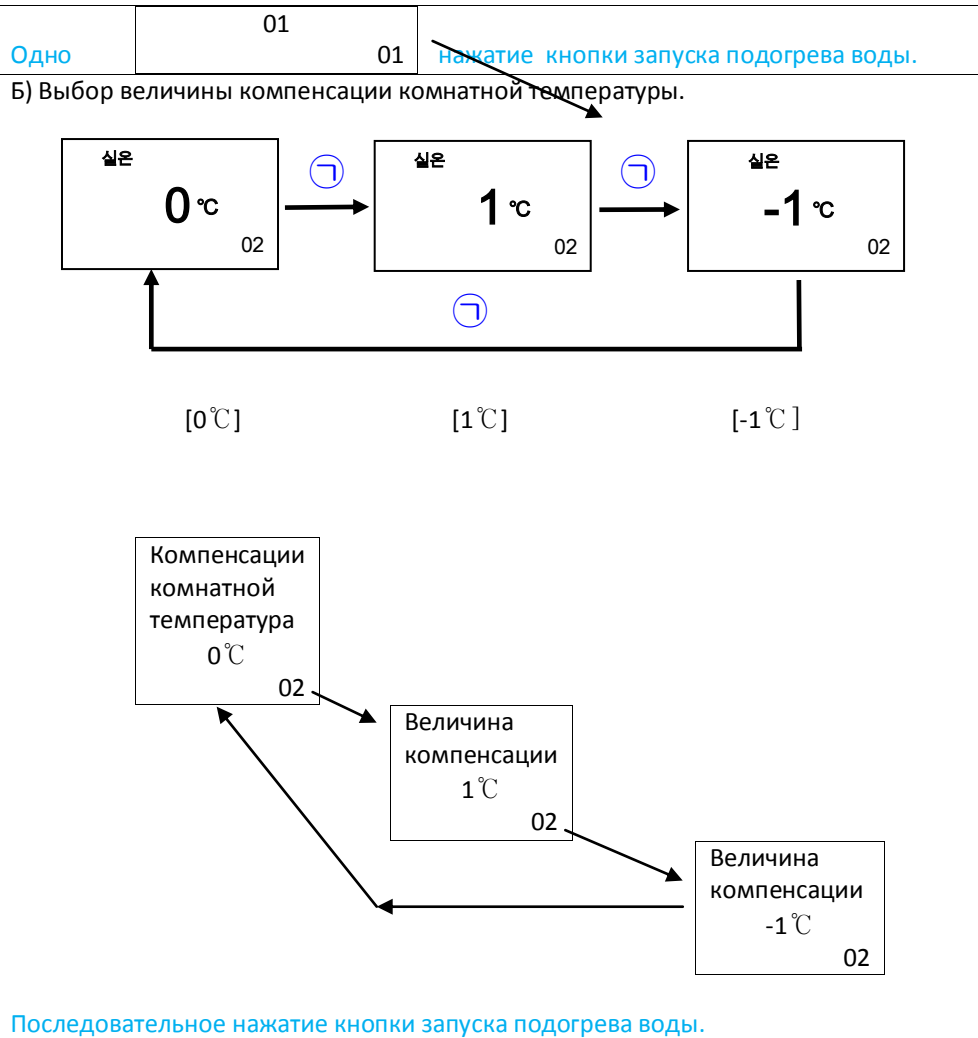 01
Одно 01 нажатие кнопки запуска подогрева воды.
Б) Выбор величины компенсации комнатной температуры.
실온 ㉠ 실온 ㉠ 실온
0 ℃ 1 ℃ -1 ℃
02 02 02
㉠
[0℃] [1℃] [-1℃]
Компенсации
комнатной
температура
0℃
02
Величина
компенсации
1℃
02
Величина
компенсации
-1℃
02
Последовательное нажатие кнопки запуска подогрева воды.